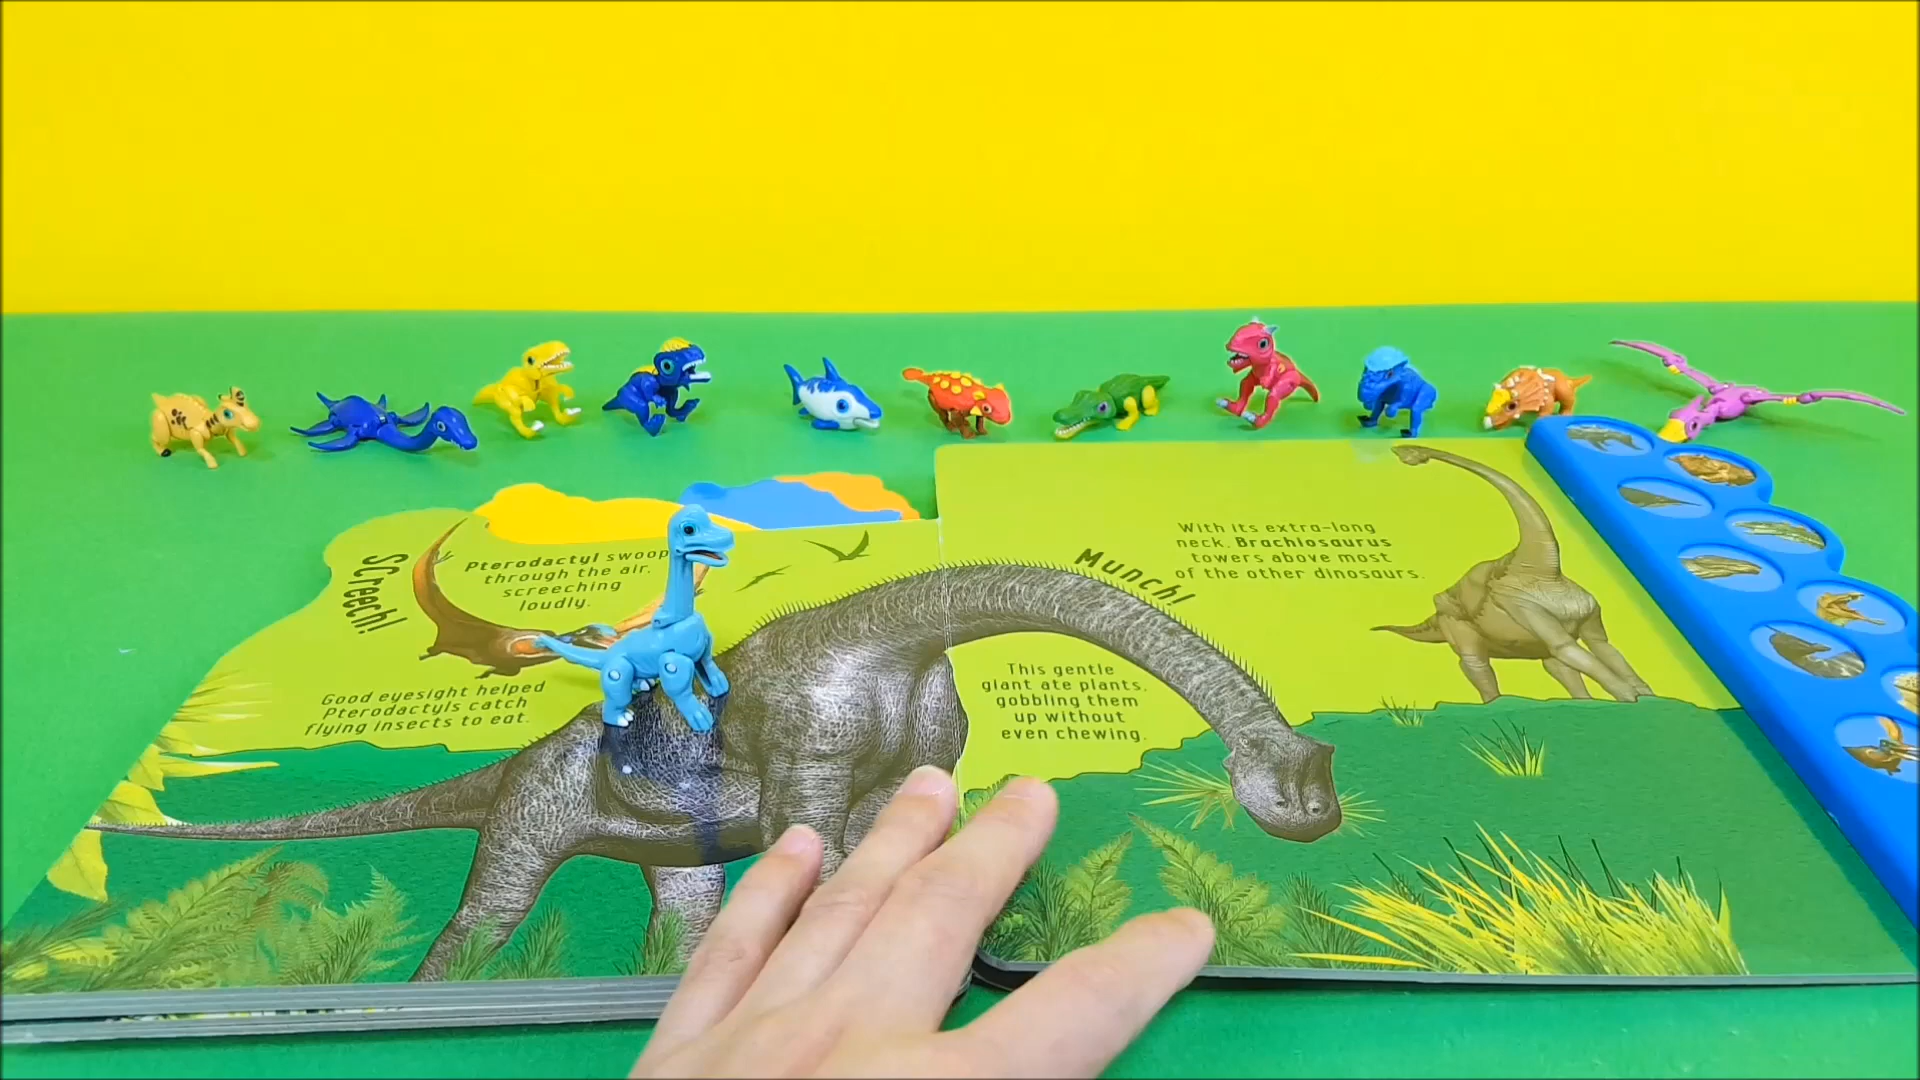 Screech!
Pterodactyl swoop
through the air,
screeching
loudly.
Good eyesight helped
Pterodactyls catch
flying insects to eat.
Munch!
With its extra-long
neck, Brachiosaurus
towers above most
of the other dinosaurs.
This gentle
giant ate plants,
gobbling them
up without
even chewing.